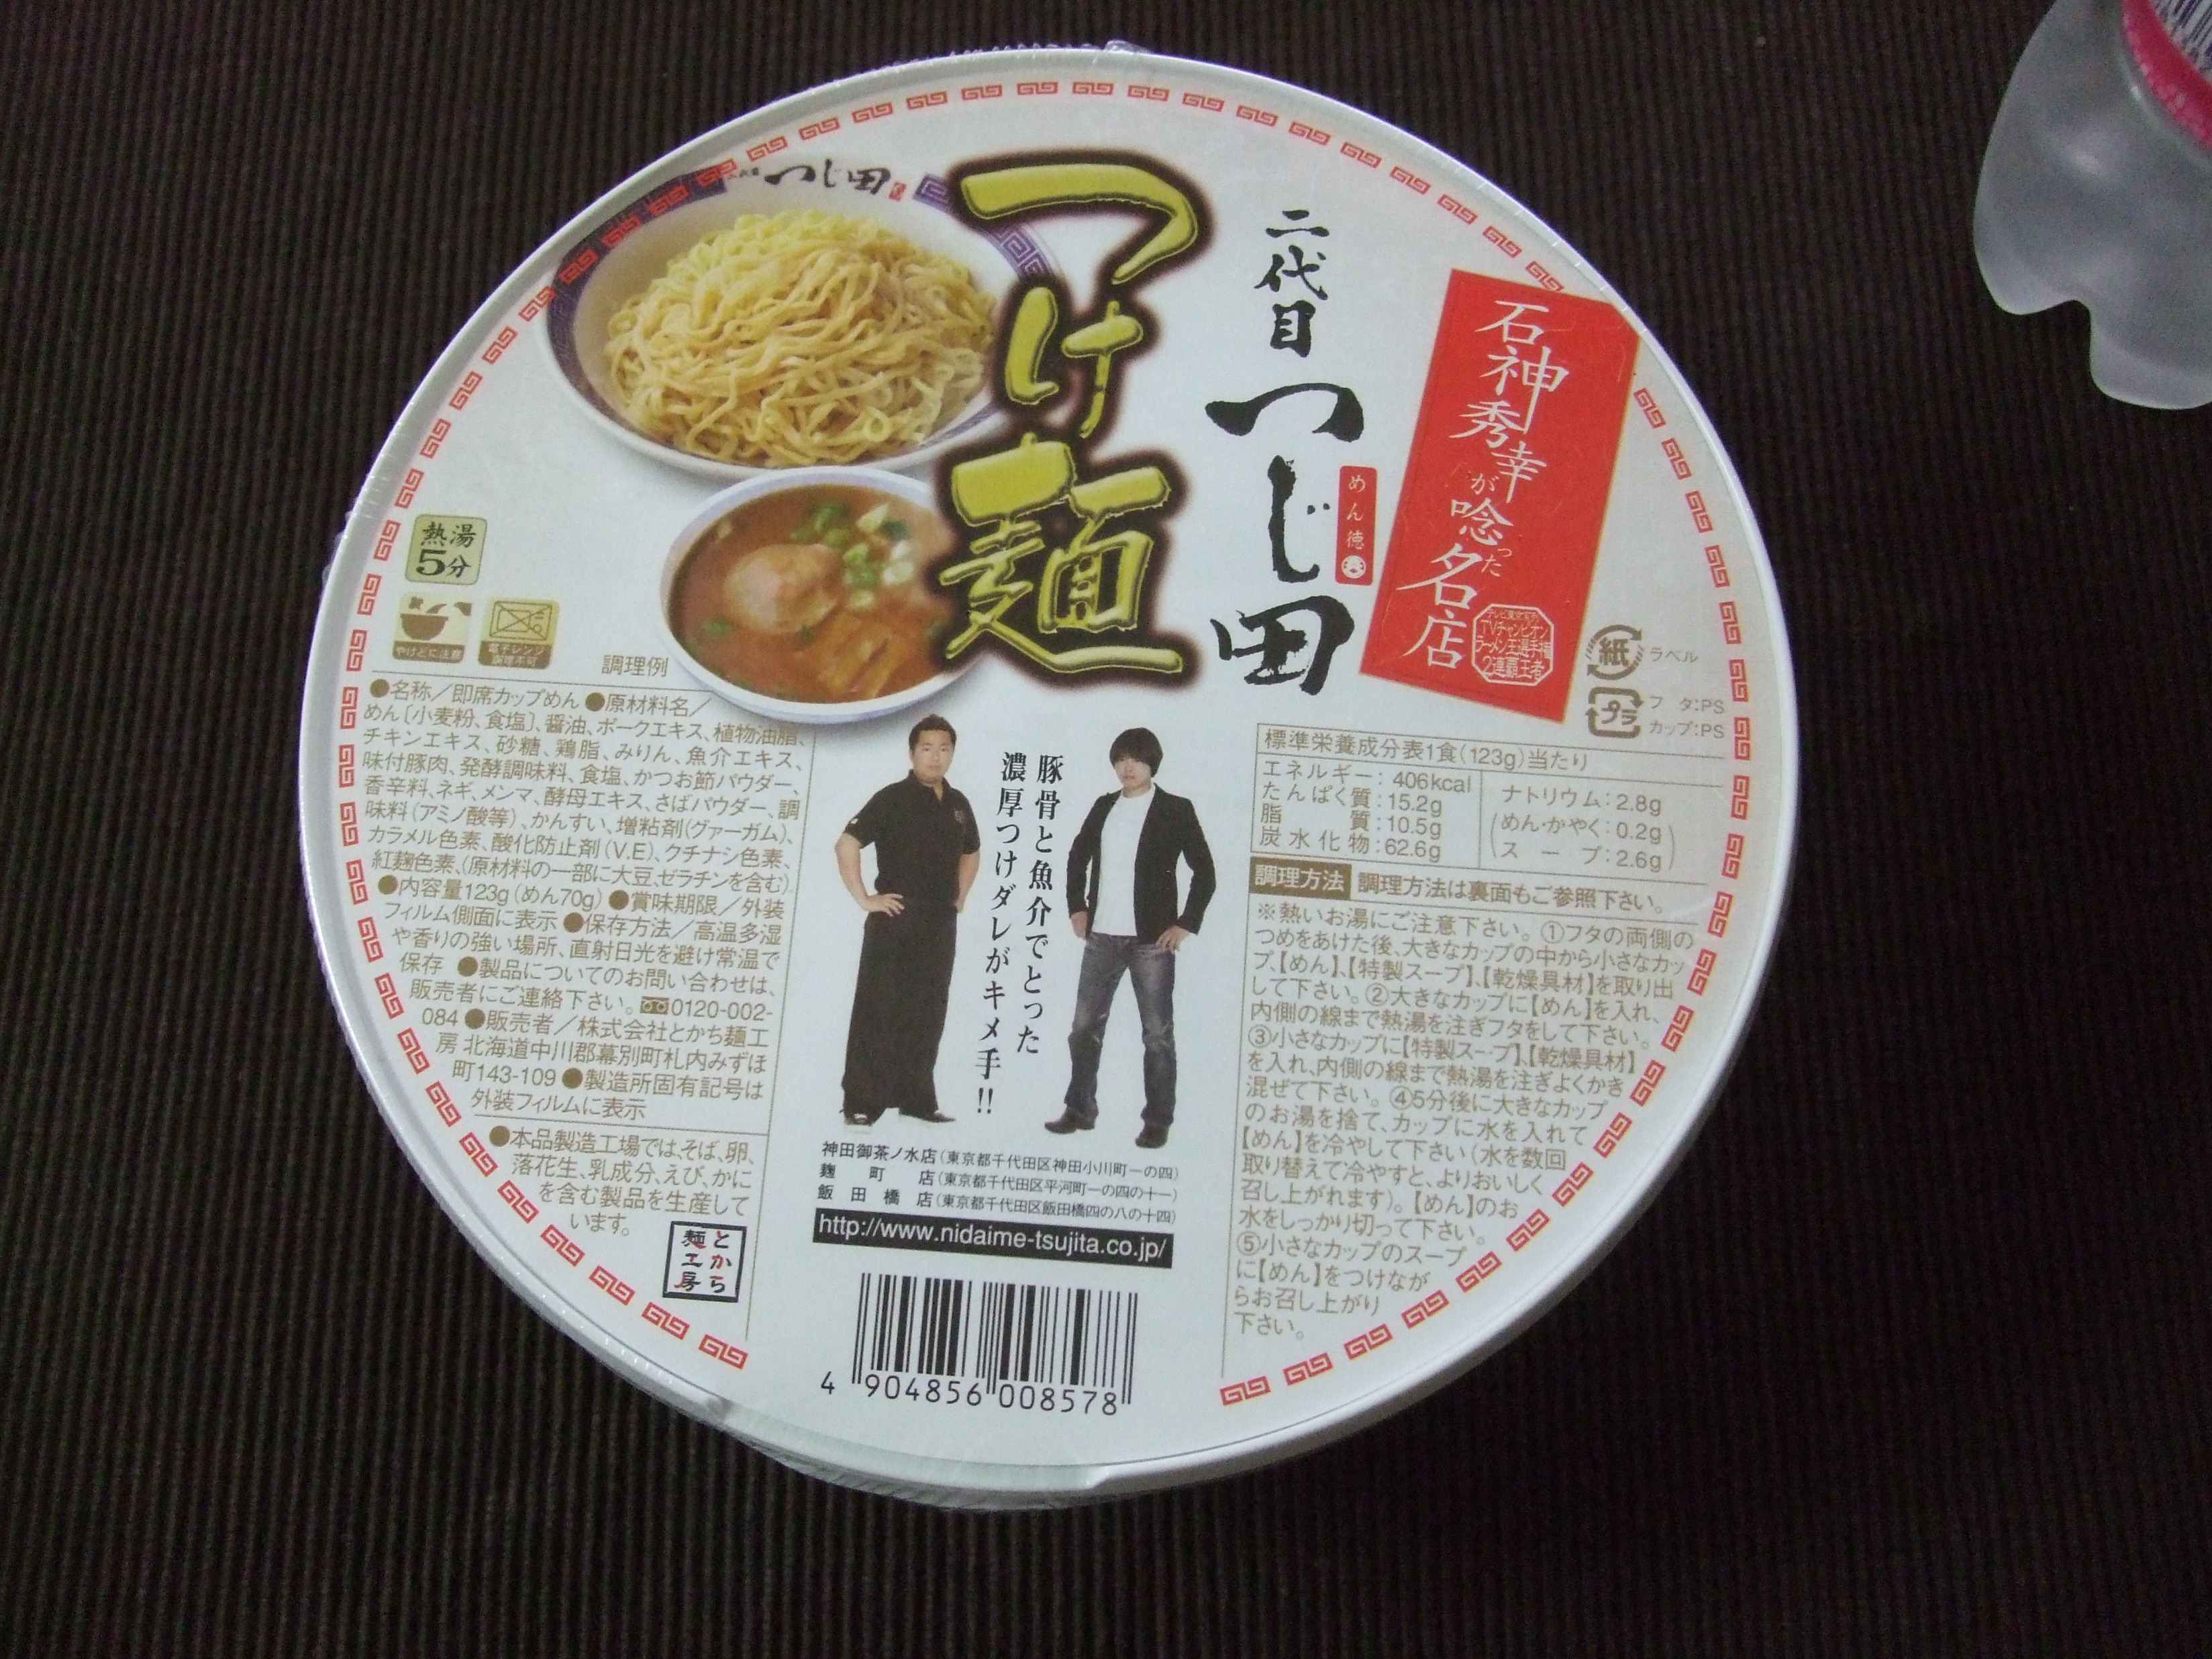 つじ田
つけ麺
二代目
つじ田
めん徳
石神秀幸が唸った名店
TVチャンピオン
ラーメン王選手権
2連覇王者
熱湯
5分
やけどに注意
電子レンジ
調理不可
調理例
紙
ラベル
プラ
フタ:PS
カップ:PS
●名称／即席カップめん ●原材料名／
めん〔小麦粉、食塩〕、醤油、ポークエキス、植物油脂、
チキンエキス、砂糖、鶏脂、みりん、魚介エキス、
味付豚肉、発酵調味料、食塩、かつお節パウダー、
香辛料、ネギ、メンマ、酵母エキス、さばパウダー、調
味料(アミノ酸等)、かんすい、増粘剤(グァーガム)、
カラメル色素、酸化防止剤(V.E)、クチナシ色素、
紅麹色素、(原材料の一部に大豆、ゼラチンを含む)
●内容量123g(めん70g) ●賞味期限／外装
フィルム側面に表示 ●保存方法／高温多湿
や香りの強い場所、直射日光を避け常温で
保存 ●製品についてのお問い合わせは、
販売者にご連絡下さい。0120-002-
084 ●販売者／株式会社とかち麺工
房 北海道中川郡幕別町札内みずほ
町143-109 ●製造所固有記号は
外装フィルムに表示
●本品製造工場では、そば、卵、
落花生、乳成分、えび、かに
を含む製品を生産して
います。
とかち
麺工房
豚骨と魚介でとった
濃厚つけダレがキメ手!!
神田御茶ノ水店(東京都千代田区神田小川町一の四)
麹町店(東京都千代田区平河町一の四の十一)
飯田橋店(東京都千代田区飯田橋四の八の十四)
http://www.nidaime-tsujita.co.jp/
4 904856 008578
標準栄養成分表1食(123g)当たり
エネルギー: 406kcal
たんぱく質: 15.2g
脂質: 10.5g
炭水化物: 62.6g
ナトリウム: 2.8g
(めん・かやく: 0.2g)
(スープ: 2.6g)
調理方法 調理方法は裏面もご参照下さい。
※熱いお湯にご注意下さい。①フタの両側の
つめをあけた後、大きなカップの中から小さなカッ
プ、【めん】、【特製スープ】、【乾燥具材】を取り出
して下さい。②大きなカップに【めん】を入れ、
内側の線まで熱湯を注ぎフタをして下さい。
③小さなカップに【特製スープ】、【乾燥具材】
を入れ、内側の線まで熱湯を注ぎよくかき
混ぜて下さい。④5分後に大きなカップ
のお湯を捨て、カップに水を入れて
【めん】を冷やして下さい(水を数回
取り替えて冷やすと、よりおいしく
召し上がれます)。【めん】のお
水をしっかり切って下さい。
⑤小さなカップのスープ
に【めん】をつけなが
らお召し上がり
下さい。